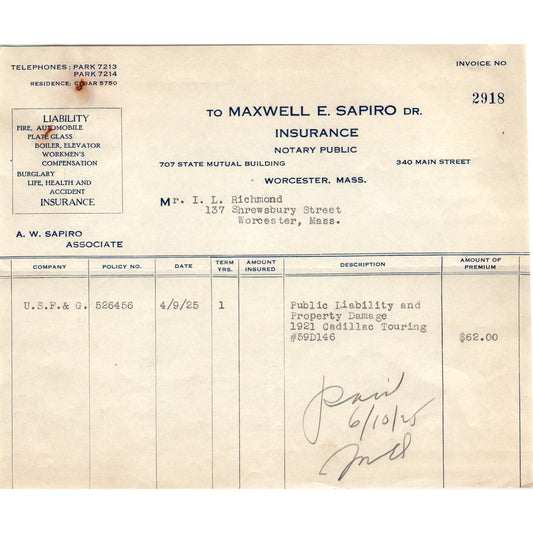 TELEPHONES: PARK 7213
PARK 7214
RESIDENCE: CEDAR 5750
INVOICE NO
2918
LIABILITY
FIRE, AUTOMOBILE
PLATE GLASS
BOILER, ELEVATOR
WORKMEN'S
COMPENSATION
BURGLARY
LIFE, HEALTH AND
ACCIDENT
INSURANCE
TO MAXWELL E. SAPIRO DR.
INSURANCE
NOTARY PUBLIC
707 STATE MUTUAL BUILDING 340 MAIN STREET
WORCESTER, MASS.
Mr. I. L. Richmond
137 Shrewsbury Street
Worcester, Mass.
A. W. SAPIRO
ASSOCIATE
COMPANY POLICY NO. DATE TERM YRS. AMOUNT INSURED DESCRIPTION AMOUNT OF PREMIUM
U.S.F.& G. 526456 4/9/25 1 Public Liability and
Property Damage
1921 Cadillac Touring
#59D146 $62.00
Paid
6/10/25